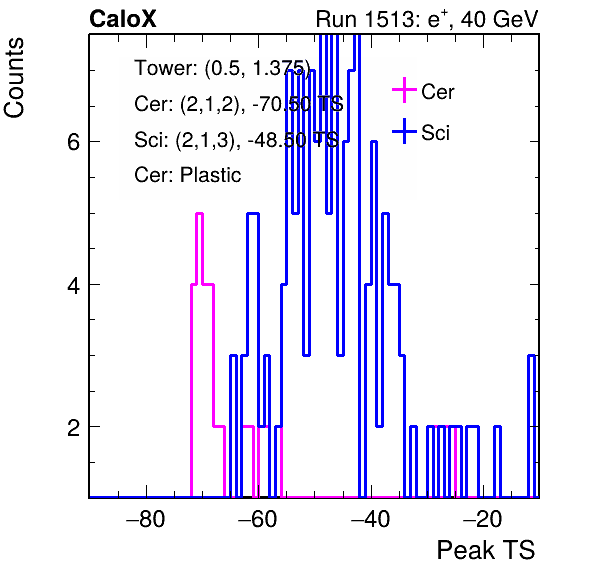 CaloX Run 1513: e⁺, 40 GeV
Counts
Tower: (0.5, 1.375)
Cer: (2,1,2), -70.50 TS
Sci: (2,1,3), -48.50 TS
Cer: Plastic
Cer
Sci
6
4
2
−80 −60 −40 −20
Peak TS